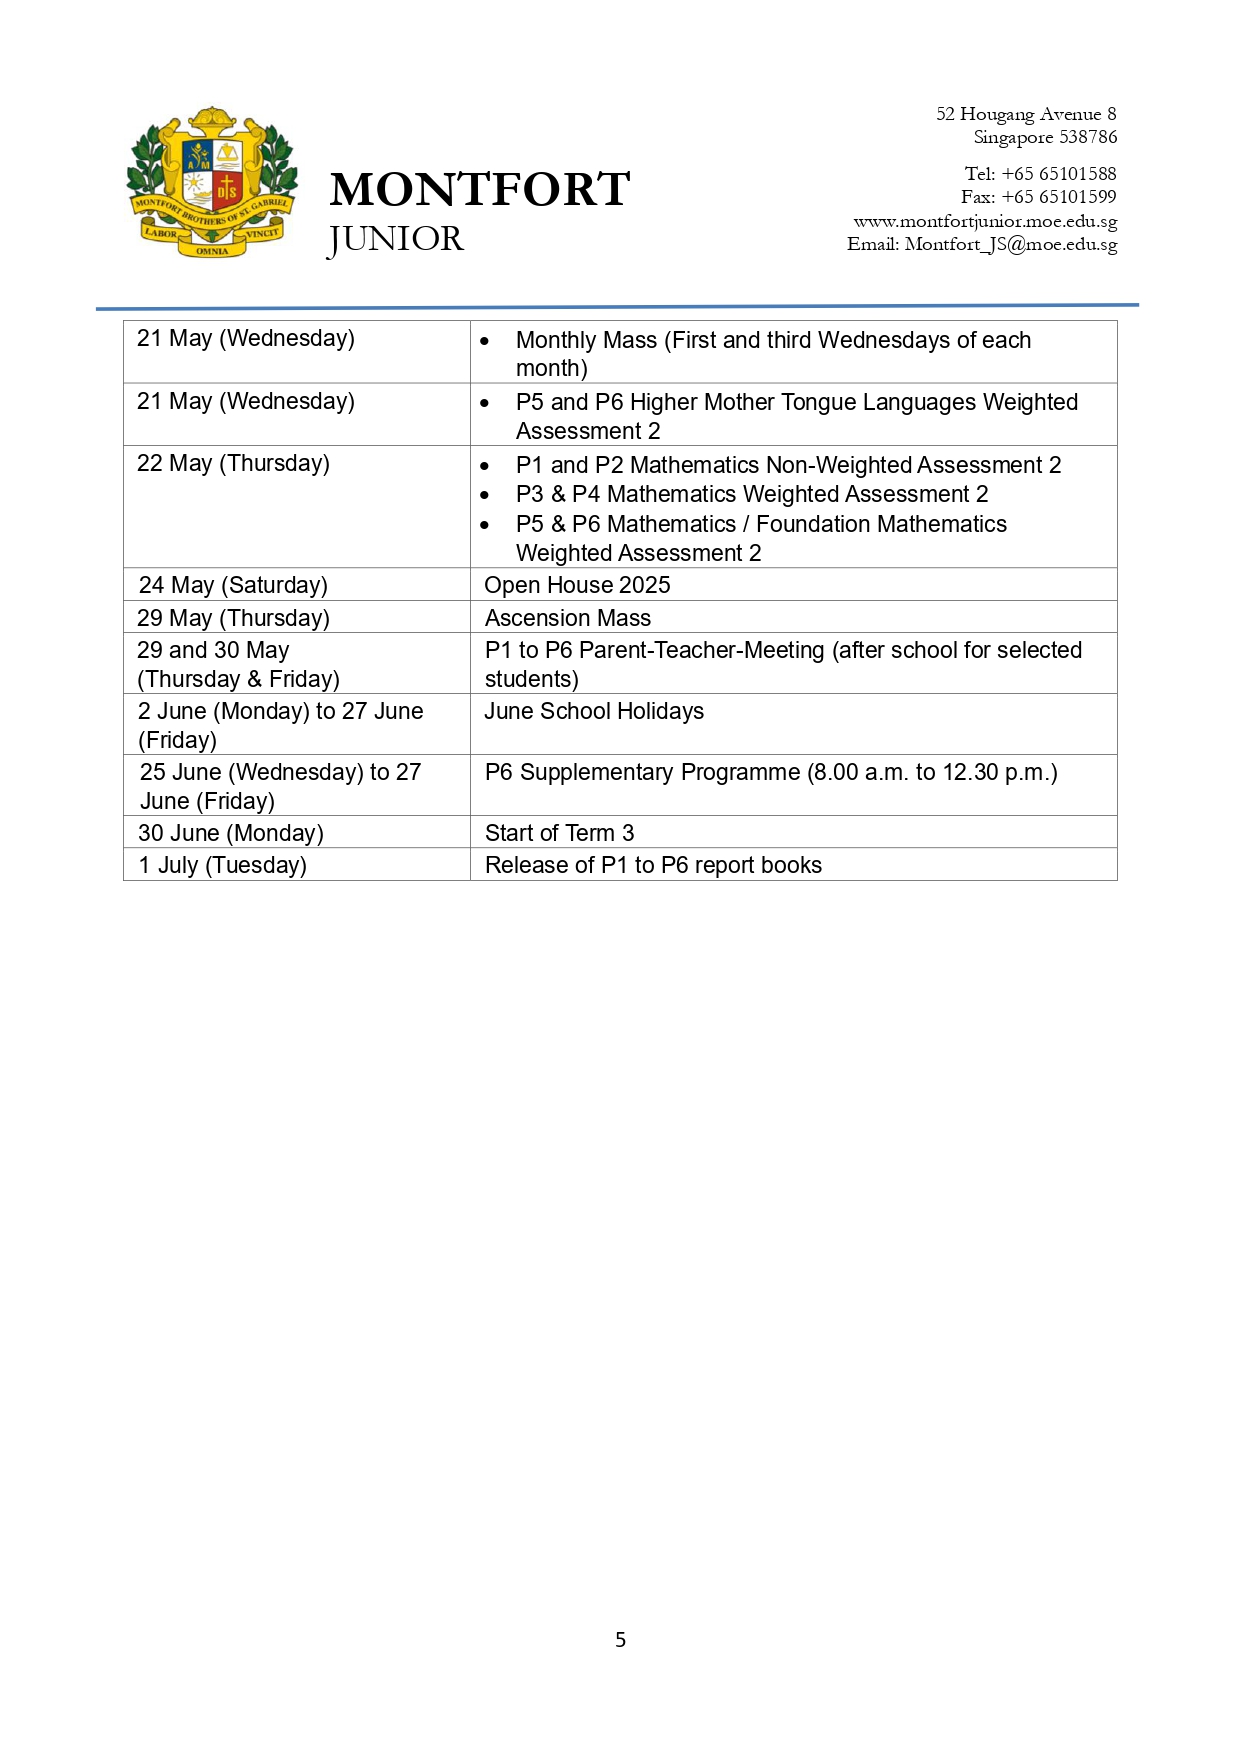 52 Hougang Avenue 8
Singapore 538786
Tel: +65 65101588
Fax: +65 65101599
www.montfortjunior.moe.edu.sg
Email: Montfort_JS@moe.edu.sg
A M
D S
MONTFORT BROTHERS OF ST. GABRIEL
LABOR
OMNIA
VINCIT
MONTFORT
JUNIOR
21 May (Wednesday)
• Monthly Mass (First and third Wednesdays of each
month)
21 May (Wednesday)
• P5 and P6 Higher Mother Tongue Languages Weighted
Assessment 2
22 May (Thursday)
• P1 and P2 Mathematics Non-Weighted Assessment 2
• P3 & P4 Mathematics Weighted Assessment 2
• P5 & P6 Mathematics / Foundation Mathematics
Weighted Assessment 2
24 May (Saturday)
Open House 2025
29 May (Thursday)
Ascension Mass
29 and 30 May
(Thursday & Friday)
P1 to P6 Parent-Teacher-Meeting (after school for selected
students)
2 June (Monday) to 27 June
(Friday)
June School Holidays
25 June (Wednesday) to 27
June (Friday)
P6 Supplementary Programme (8.00 a.m. to 12.30 p.m.)
30 June (Monday)
Start of Term 3
1 July (Tuesday)
Release of P1 to P6 report books
5